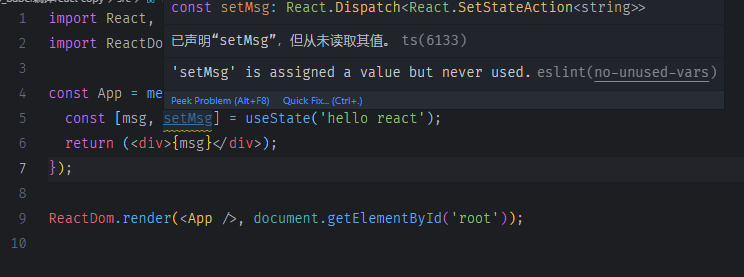 const setMsg: React.Dispatch<React.SetStateAction<string>>
1 import React,
2 import ReactDo
已声明“setMsg”，但从未读取其值。 ts(6133)
3
'setMsg' is assigned a value but never used. eslint(no-unused-vars)
4 const App = me
Peek Problem (Alt+F8) Quick Fix... (Ctrl+.)
5 const [msg, setMsg] = useState('hello react');
6 return (<div>{msg}</div>);
7 });
8
9 ReactDom.render(<App />, document.getElementById('root'));
10